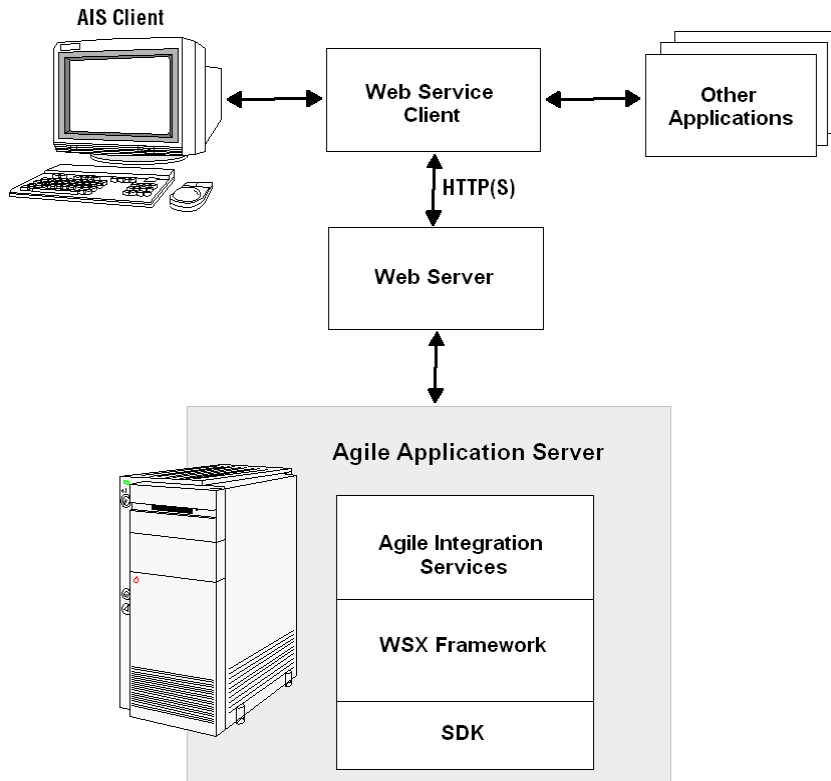 AIS Client
Web Service
Client
Other
Applications
HTTP(S)
Web Server
Agile Application Server
Agile Integration
Services
WSX Framework
SDK